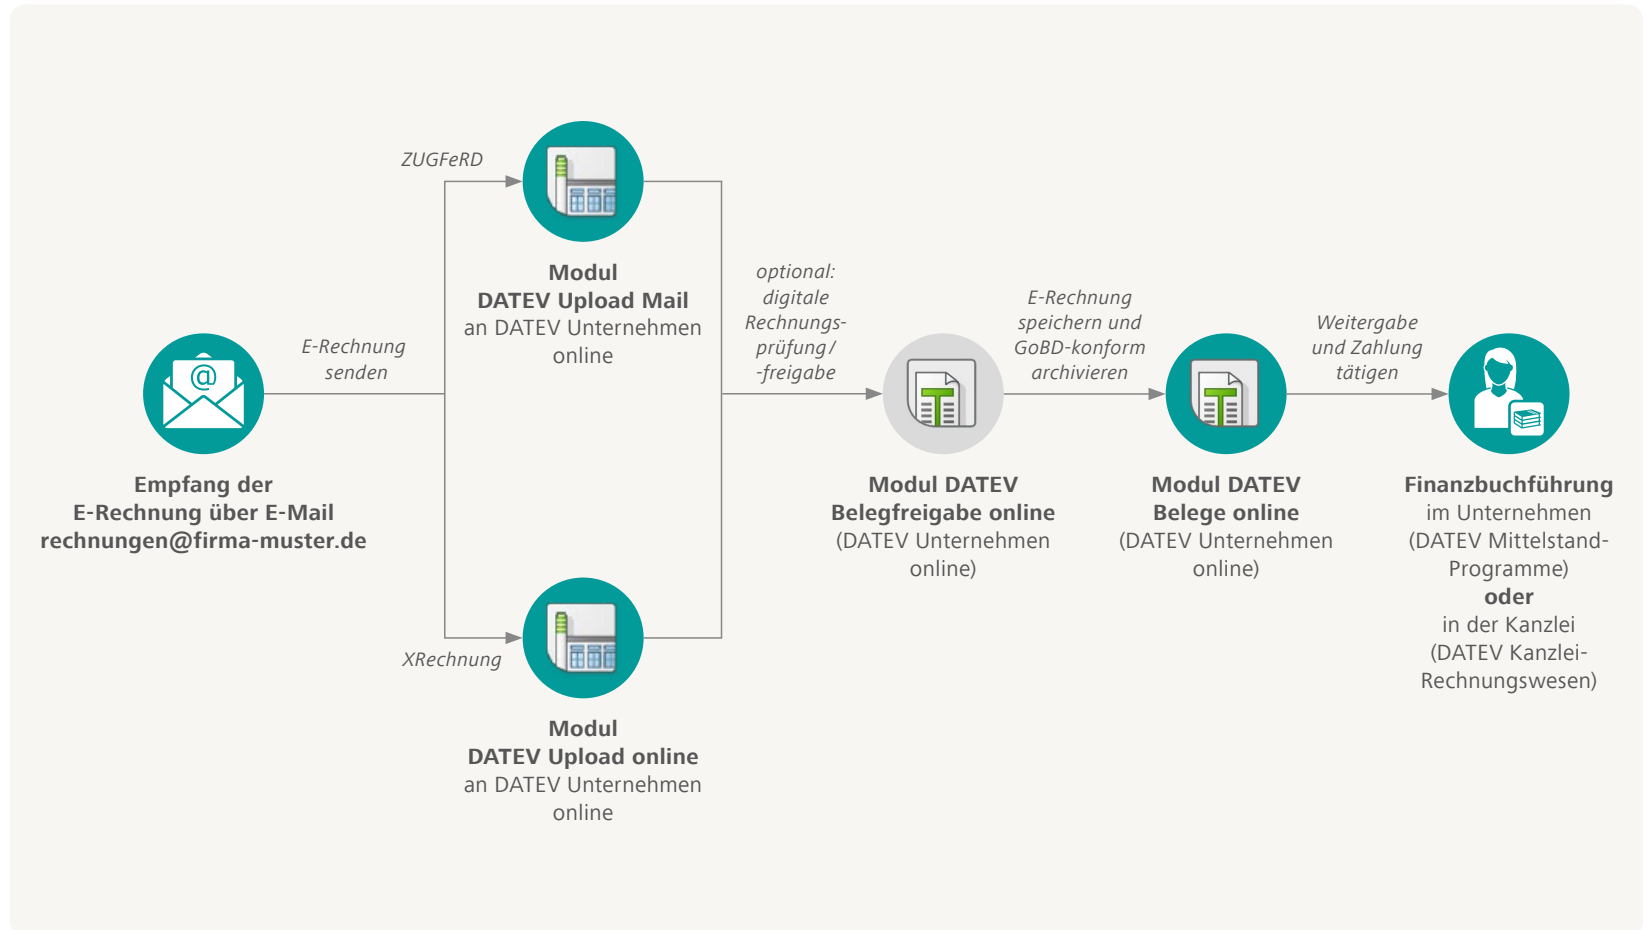 ZUGFeRD
Modul
DATEV Upload Mail
an DATEV Unternehmen
online
E-Rechnung
senden
@
Empfang der
E-Rechnung über E-Mail
rechnungen@firma-muster.de
XRechnung
Modul
DATEV Upload online
an DATEV Unternehmen
online
optional:
digitale
Rechnungs-
prüfung/
-freigabe
Modul DATEV
Belegfreigabe online
(DATEV Unternehmen
online)
E-Rechnung
speichern und
GoBD-konform
archivieren
Modul DATEV
Belege online
(DATEV Unternehmen
online)
Weitergabe
und Zahlung
tätigen
Finanzbuchführung
im Unternehmen
(DATEV Mittelstand-
Programme)
oder
in der Kanzlei
(DATEV Kanzlei-
Rechnungswesen)